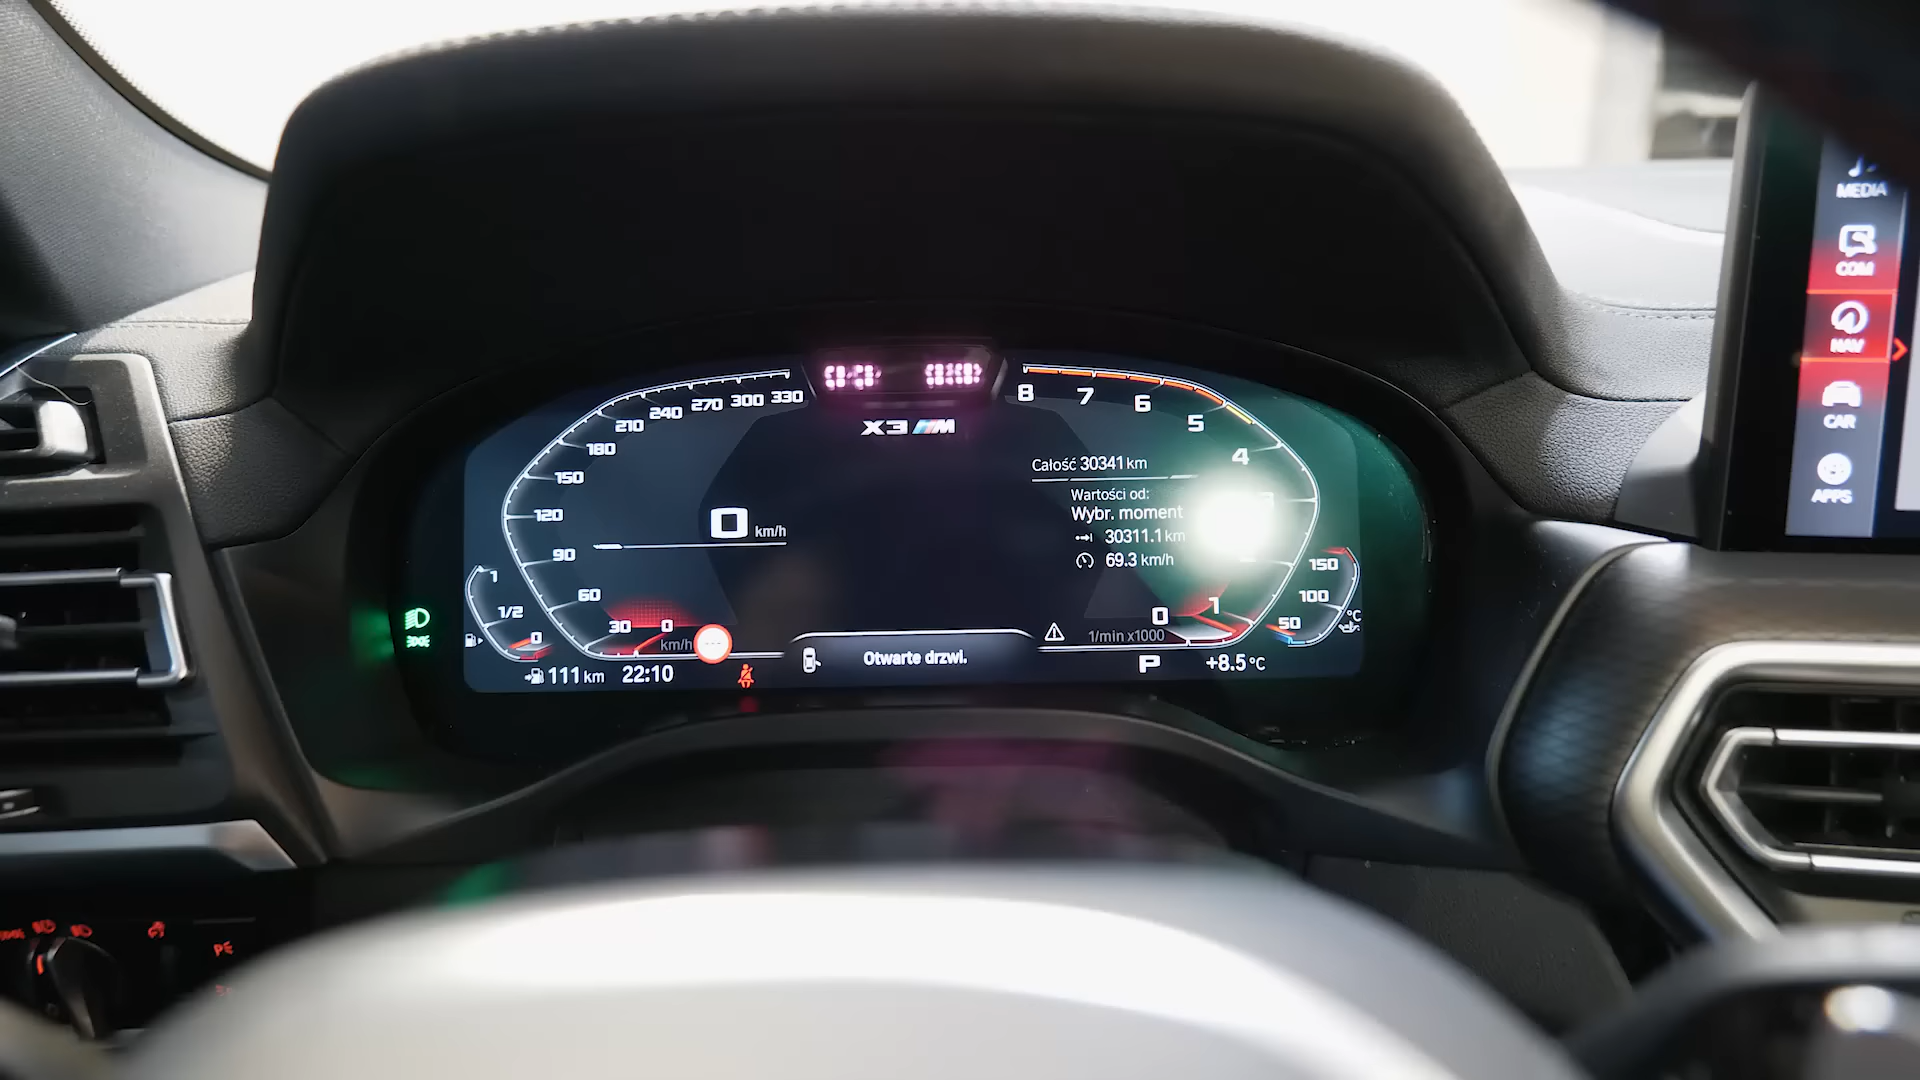 X3 M
330
300
270
240
210
180
150
120
90
60
30
0
km/h
0 km/h
8
7
6
5
4
1
0
1/min x1000
Całość 30341 km
Wartości od:
Wybr. moment
30311.1 km
69.3 km/h
1
1/2
0
150
100
50
°C
111 km
22:10
Otwarte drzwi.
P
+8.5 °C
MEDIA
COM
NAV
CAR
APPS